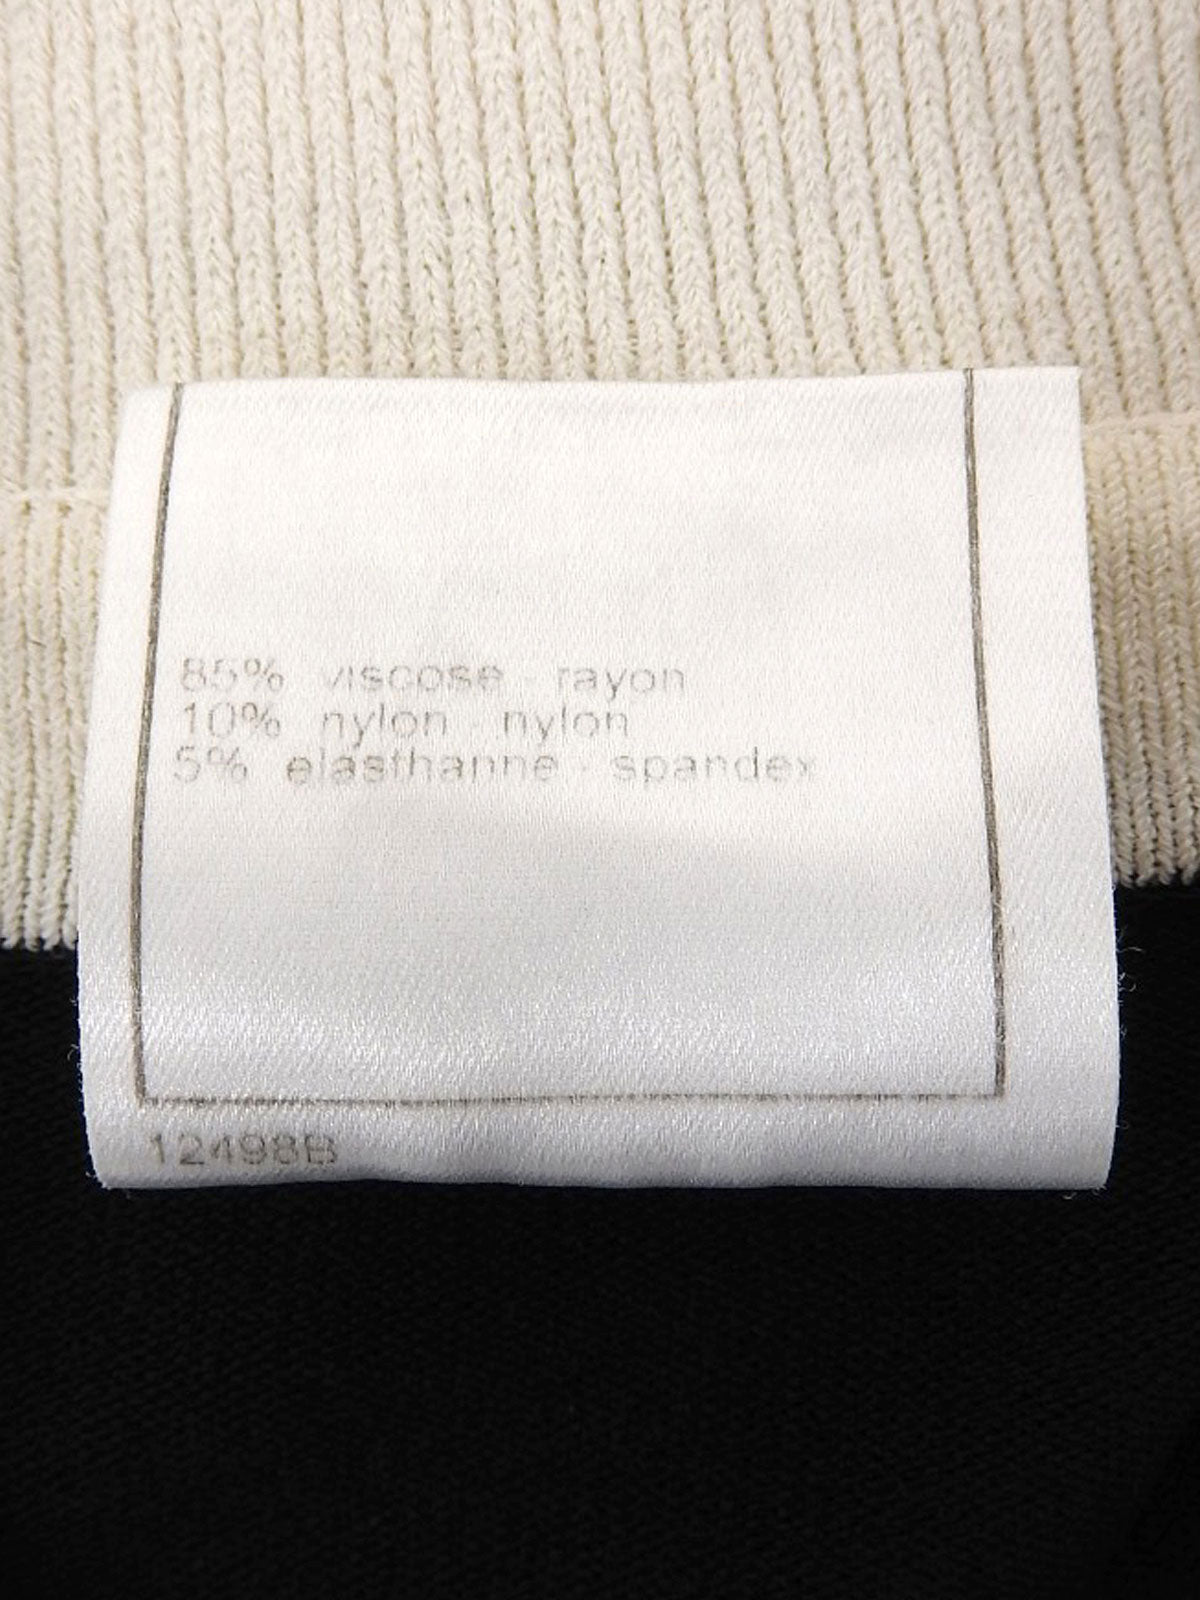 85% viscose - rayon
10% nylon - nylon
5% elasthanne - spandex
12498B